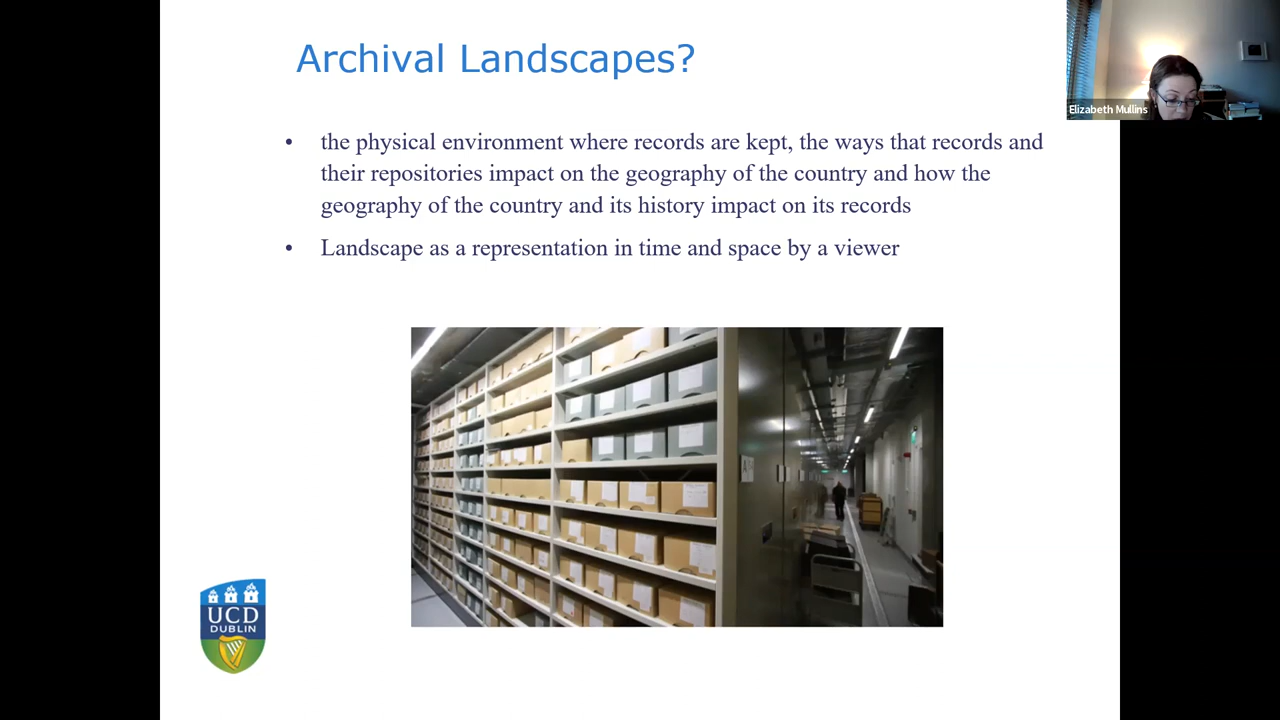 Archival Landscapes?
Elizabeth Mullins
• the physical environment where records are kept, the ways that records and
their repositories impact on the geography of the country and how the
geography of the country and its history impact on its records
• Landscape as a representation in time and space by a viewer
UCD
DUBLIN